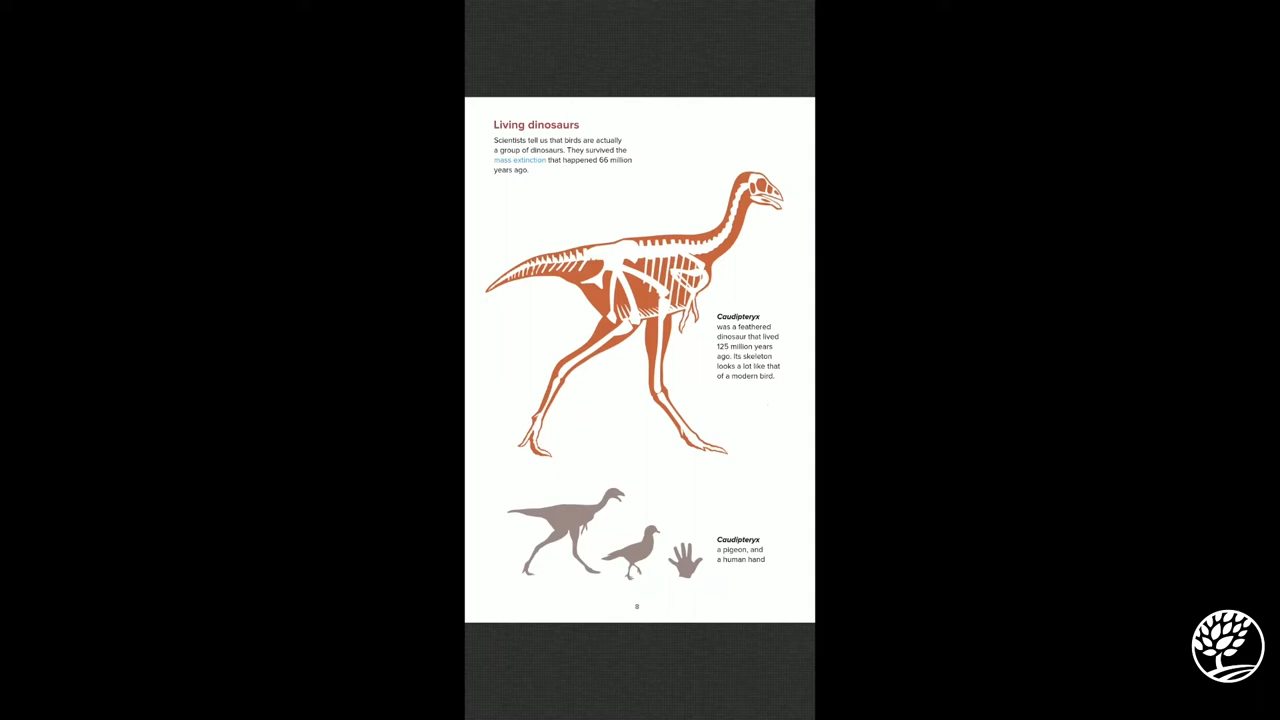 Living dinosaurs
Scientists tell us that birds are actually
a group of dinosaurs. They survived the
mass extinction that happened 66 million
years ago.
Caudipteryx
was a feathered
dinosaur that lived
125 million years
ago. Its skeleton
looks a lot like that
of a modern bird.
Caudipteryx
a pigeon, and
a human hand
8